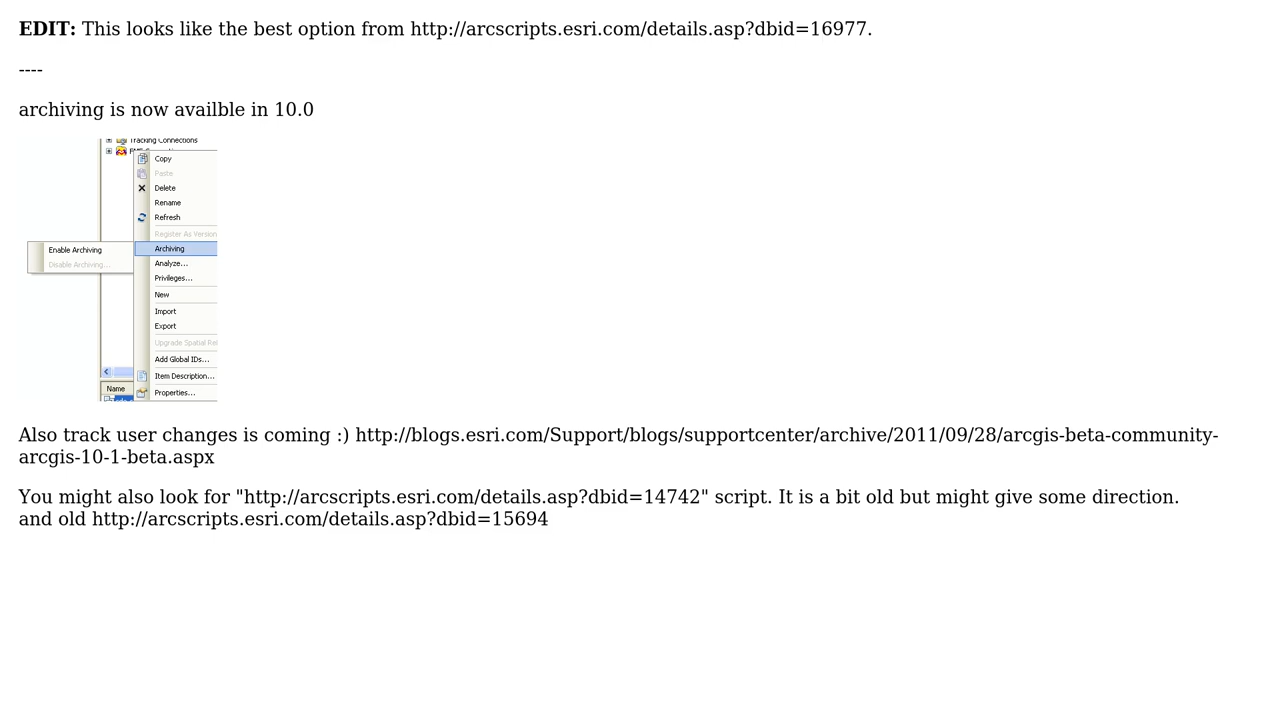 EDIT: This looks like the best option from http://arcscripts.esri.com/details.asp?dbid=16977.
----
archiving is now availble in 10.0
Tracking Connections
Copy
Paste
Delete
Rename
Refresh
Register As Version
Archiving
Enable Archiving
Disable Archiving...
Analyze...
Privileges...
New
Import
Export
Upgrade Spatial Re
Add Global IDs...
Item Description...
Name
Properties...
Also track user changes is coming :) http://blogs.esri.com/Support/blogs/supportcenter/archive/2011/09/28/arcgis-beta-community-
arcgis-10-1-beta.aspx
You might also look for "http://arcscripts.esri.com/details.asp?dbid=14742" script. It is a bit old but might give some direction.
and old http://arcscripts.esri.com/details.asp?dbid=15694